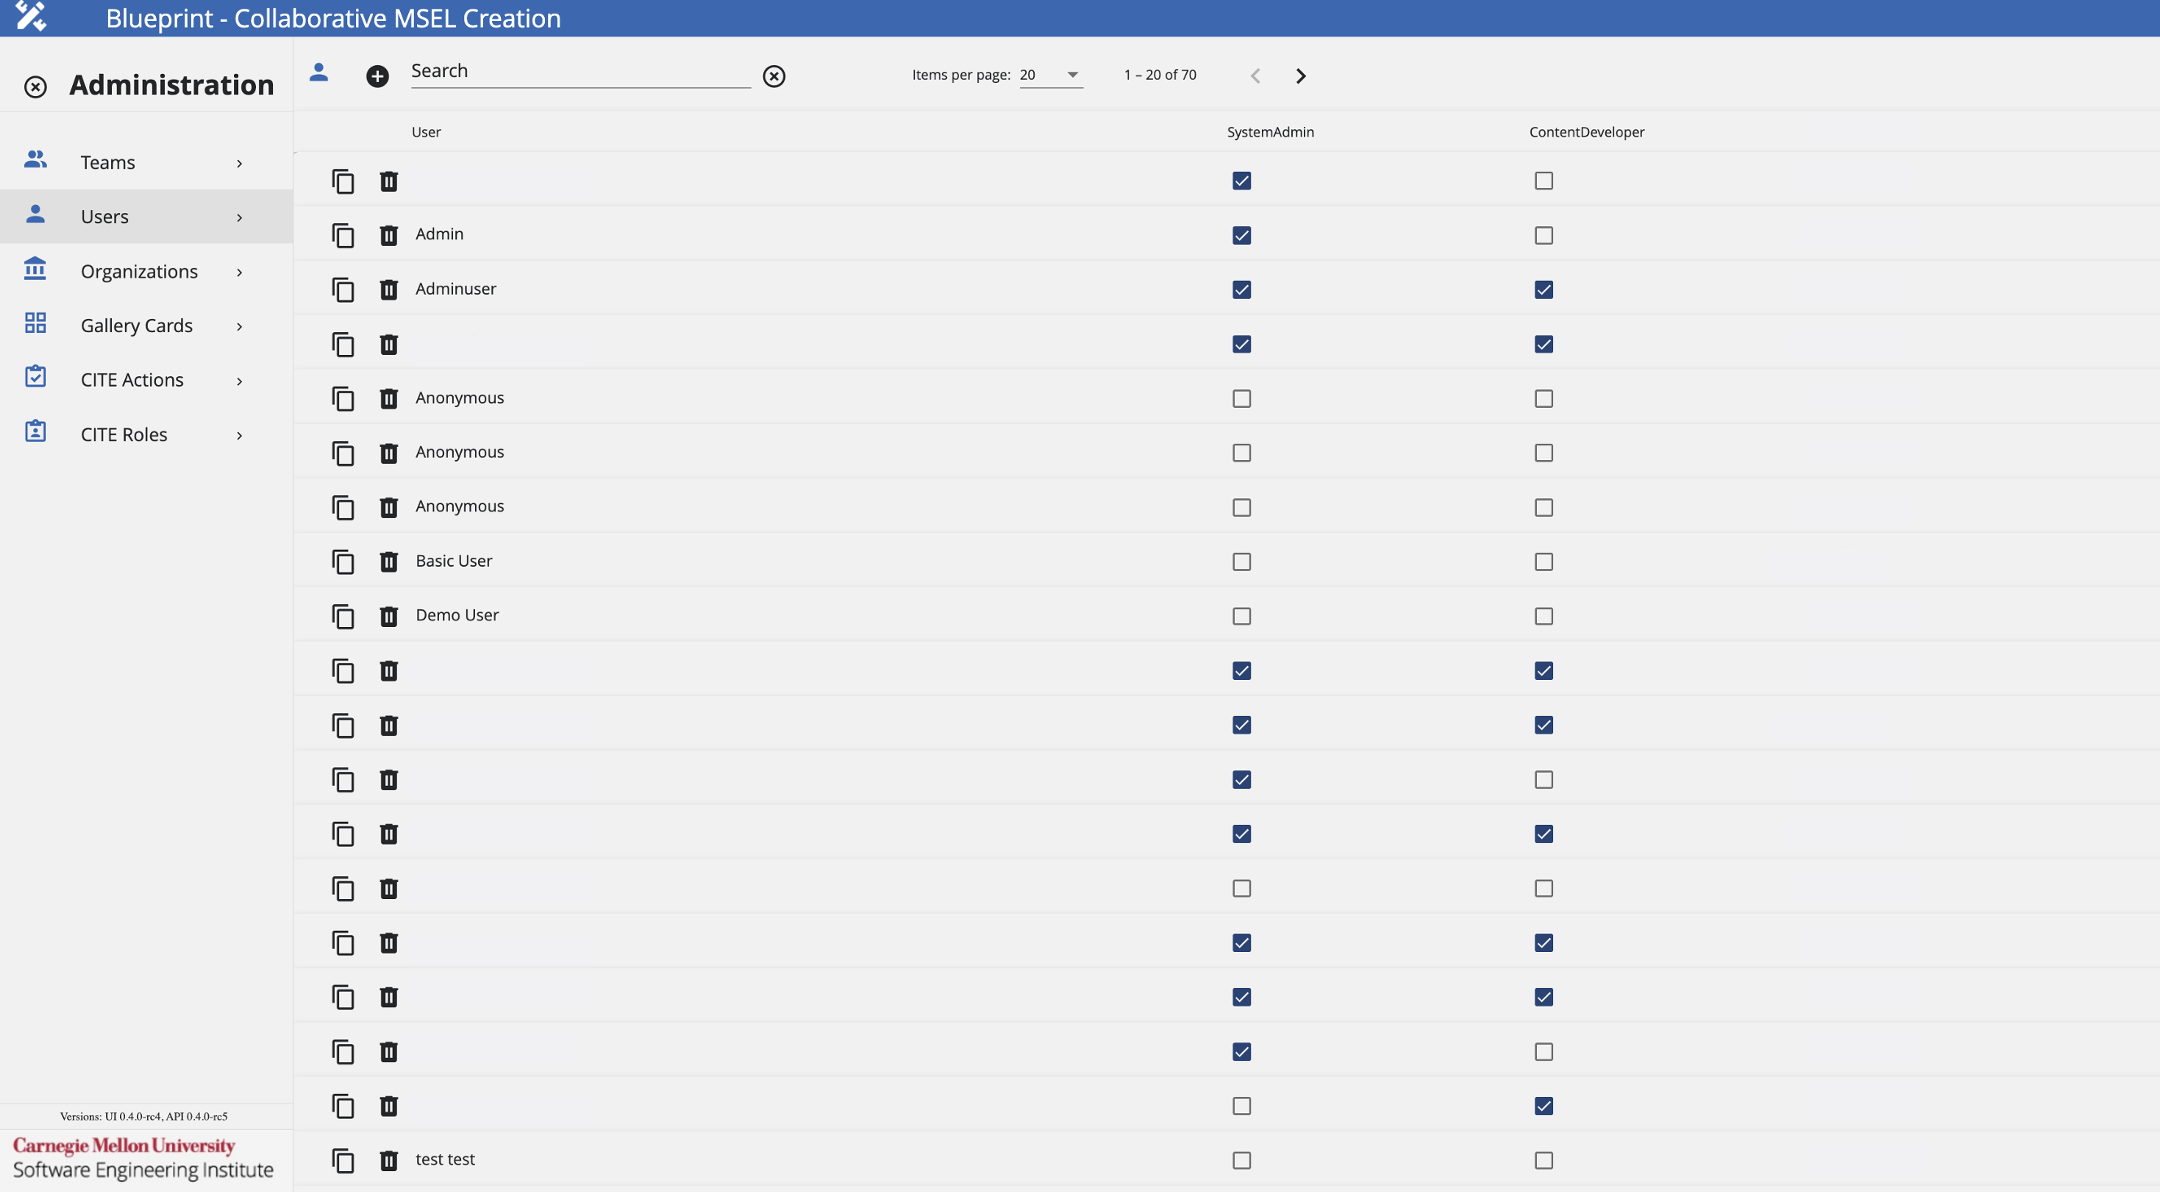 Blueprint - Collaborative MSEL Creation
Administration
Search
Items per page: 20
1 – 20 of 70
User
SystemAdmin
ContentDeveloper
Teams
Users
Organizations
Gallery Cards
CITE Actions
CITE Roles
Admin
Adminuser
Anonymous
Anonymous
Anonymous
Basic User
Demo User
test test
Versions: UI 0.4.0-rc4, API 0.4.0-rc5
Carnegie Mellon University
Software Engineering Institute